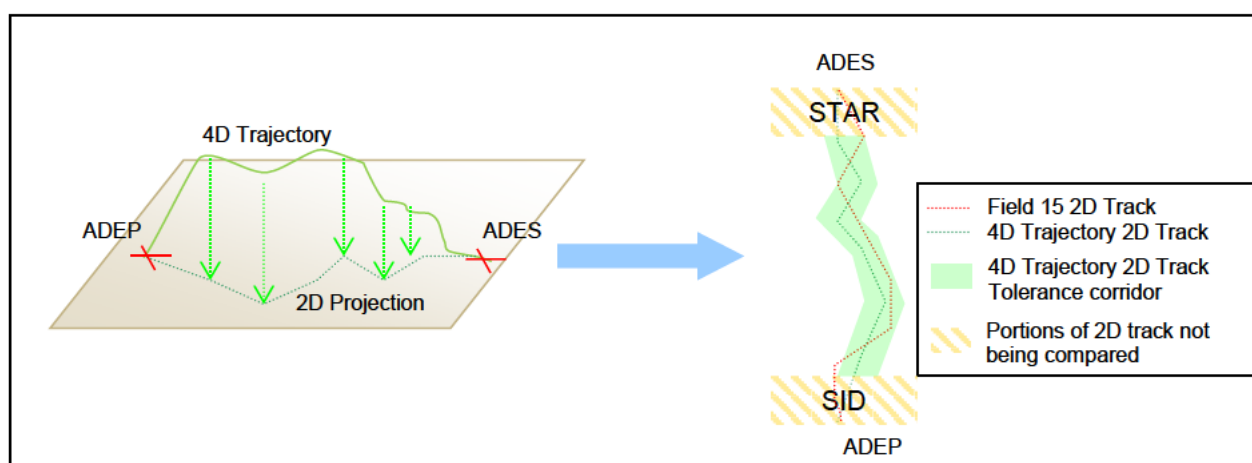 4D Trajectory
ADEP
ADES
2D Projection
ADES
STAR
SID
ADEP
Field 15 2D Track
4D Trajectory 2D Track
4D Trajectory 2D Track
Tolerance corridor
Portions of 2D track not
being compared